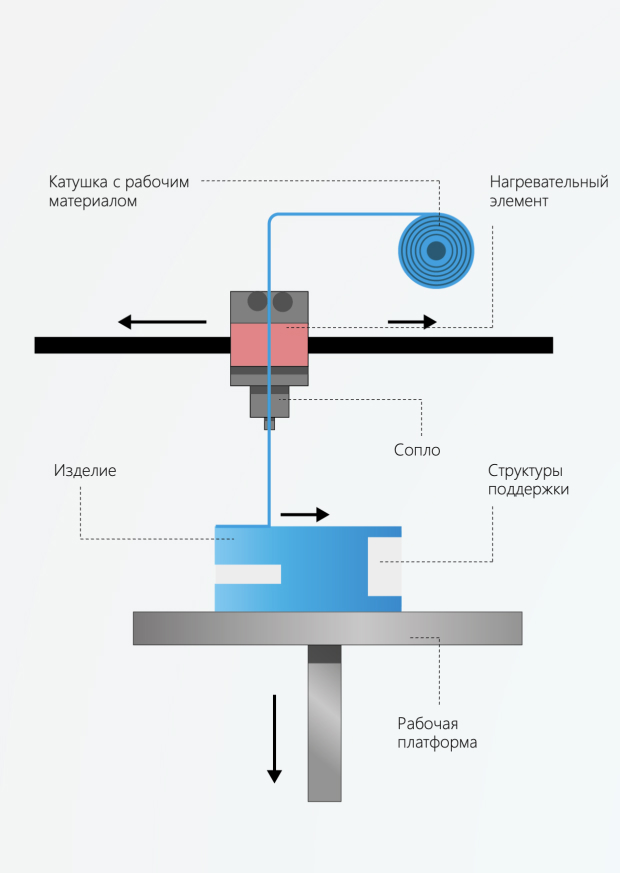 Катушка с рабочим
материалом
Нагревательный
элемент
Сопло
Изделие
Структуры
поддержки
Рабочая
платформа